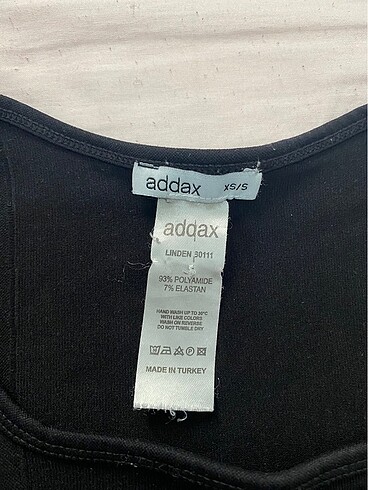 addax XS/S
addax
LINDEN 30111
93% POLYAMIDE
7% ELASTAN
HAND WASH UP TO 30°C
WITH LIKE COLORS
WASH ON REVERSE
DO NOT TUMBLE DRY
MADE IN TURKEY